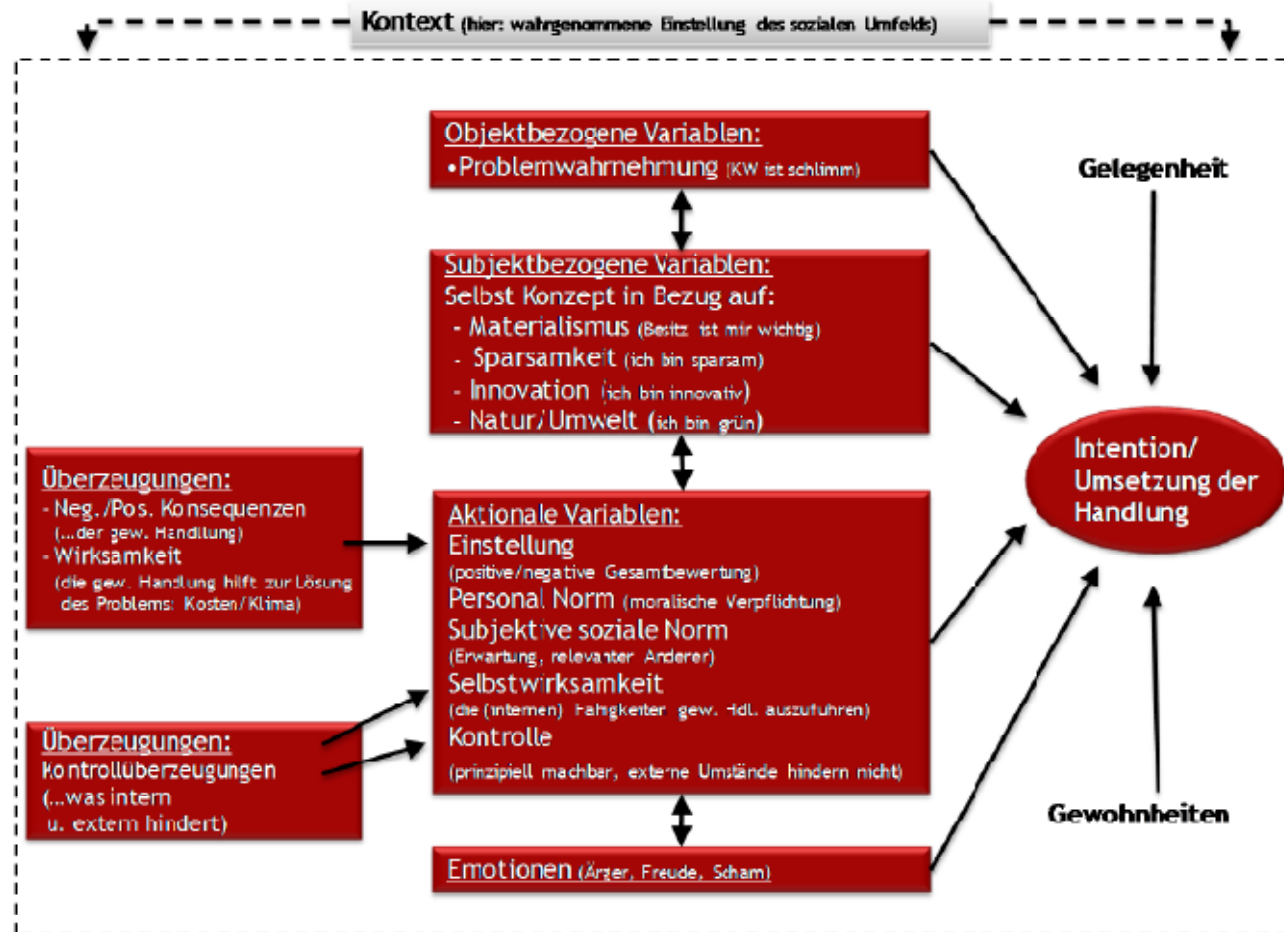 Kontext (hier: wahrgenommene Einstellung des sozialen Umfelds)
Objektbezogene Variablen:
•Problemwahrnehmung (KW ist schlimm)
Gelegenheit
Subjektbezogene Variablen:
Selbst Konzept in Bezug auf:
- Materialismus (Besitz ist mir wichtig)
- Sparsamkeit (ich bin sparsam)
- Innovation (ich bin innovativ)
- Natur/Umwelt (ich bin grün)
Überzeugungen:
- Neg./Pos. Konsequenzen
(...der gew. Handllung)
- Wirksamkeit
(die gew. Handlung hilft zur Lösung
des Problems: Kosten/Klima)
Überzeugungen:
Kontrollüberzeugungen
(...was intern
u. extern hindert)
Aktionale Variablen:
Einstellung
(positive/negative Gesamtbewertung)
Personal Norm (moralische Verpflichtung)
Subjektive soziale Norm
(Erwartung, relevanter Anderer)
Selbstwirksamkeit
(die (internen) Fähigkeiten gew. Hdl. auszuführen)
Kontrolle
(prinzipiell machbar, externe Umstände hindern nicht)
Emotionen (Ärger, Freude, Scham)
Intention/
Umsetzung der
Handlung
Gewohnheiten